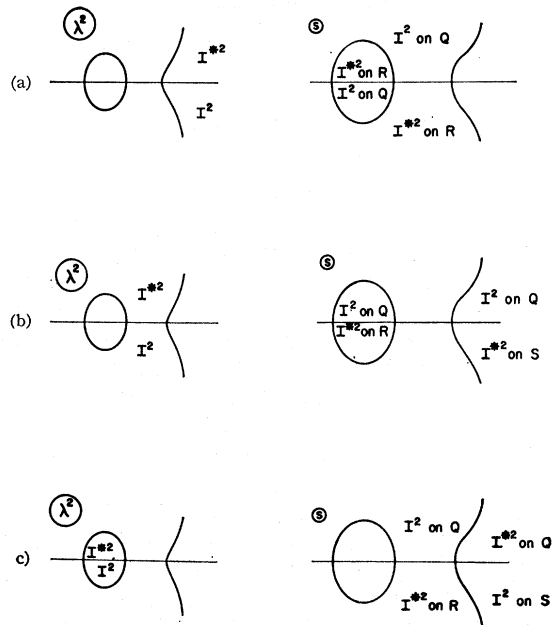 λ²
(a)
I*²
I²
S
I² on Q
I*² on R
I² on Q
I*² on R
λ²
(b)
I*²
I²
S
I² on Q
I*² on R
I² on Q
I*² on S
λ²
c)
I*²
I²
S
I² on Q
I*² on R
I*² on Q
I² on S